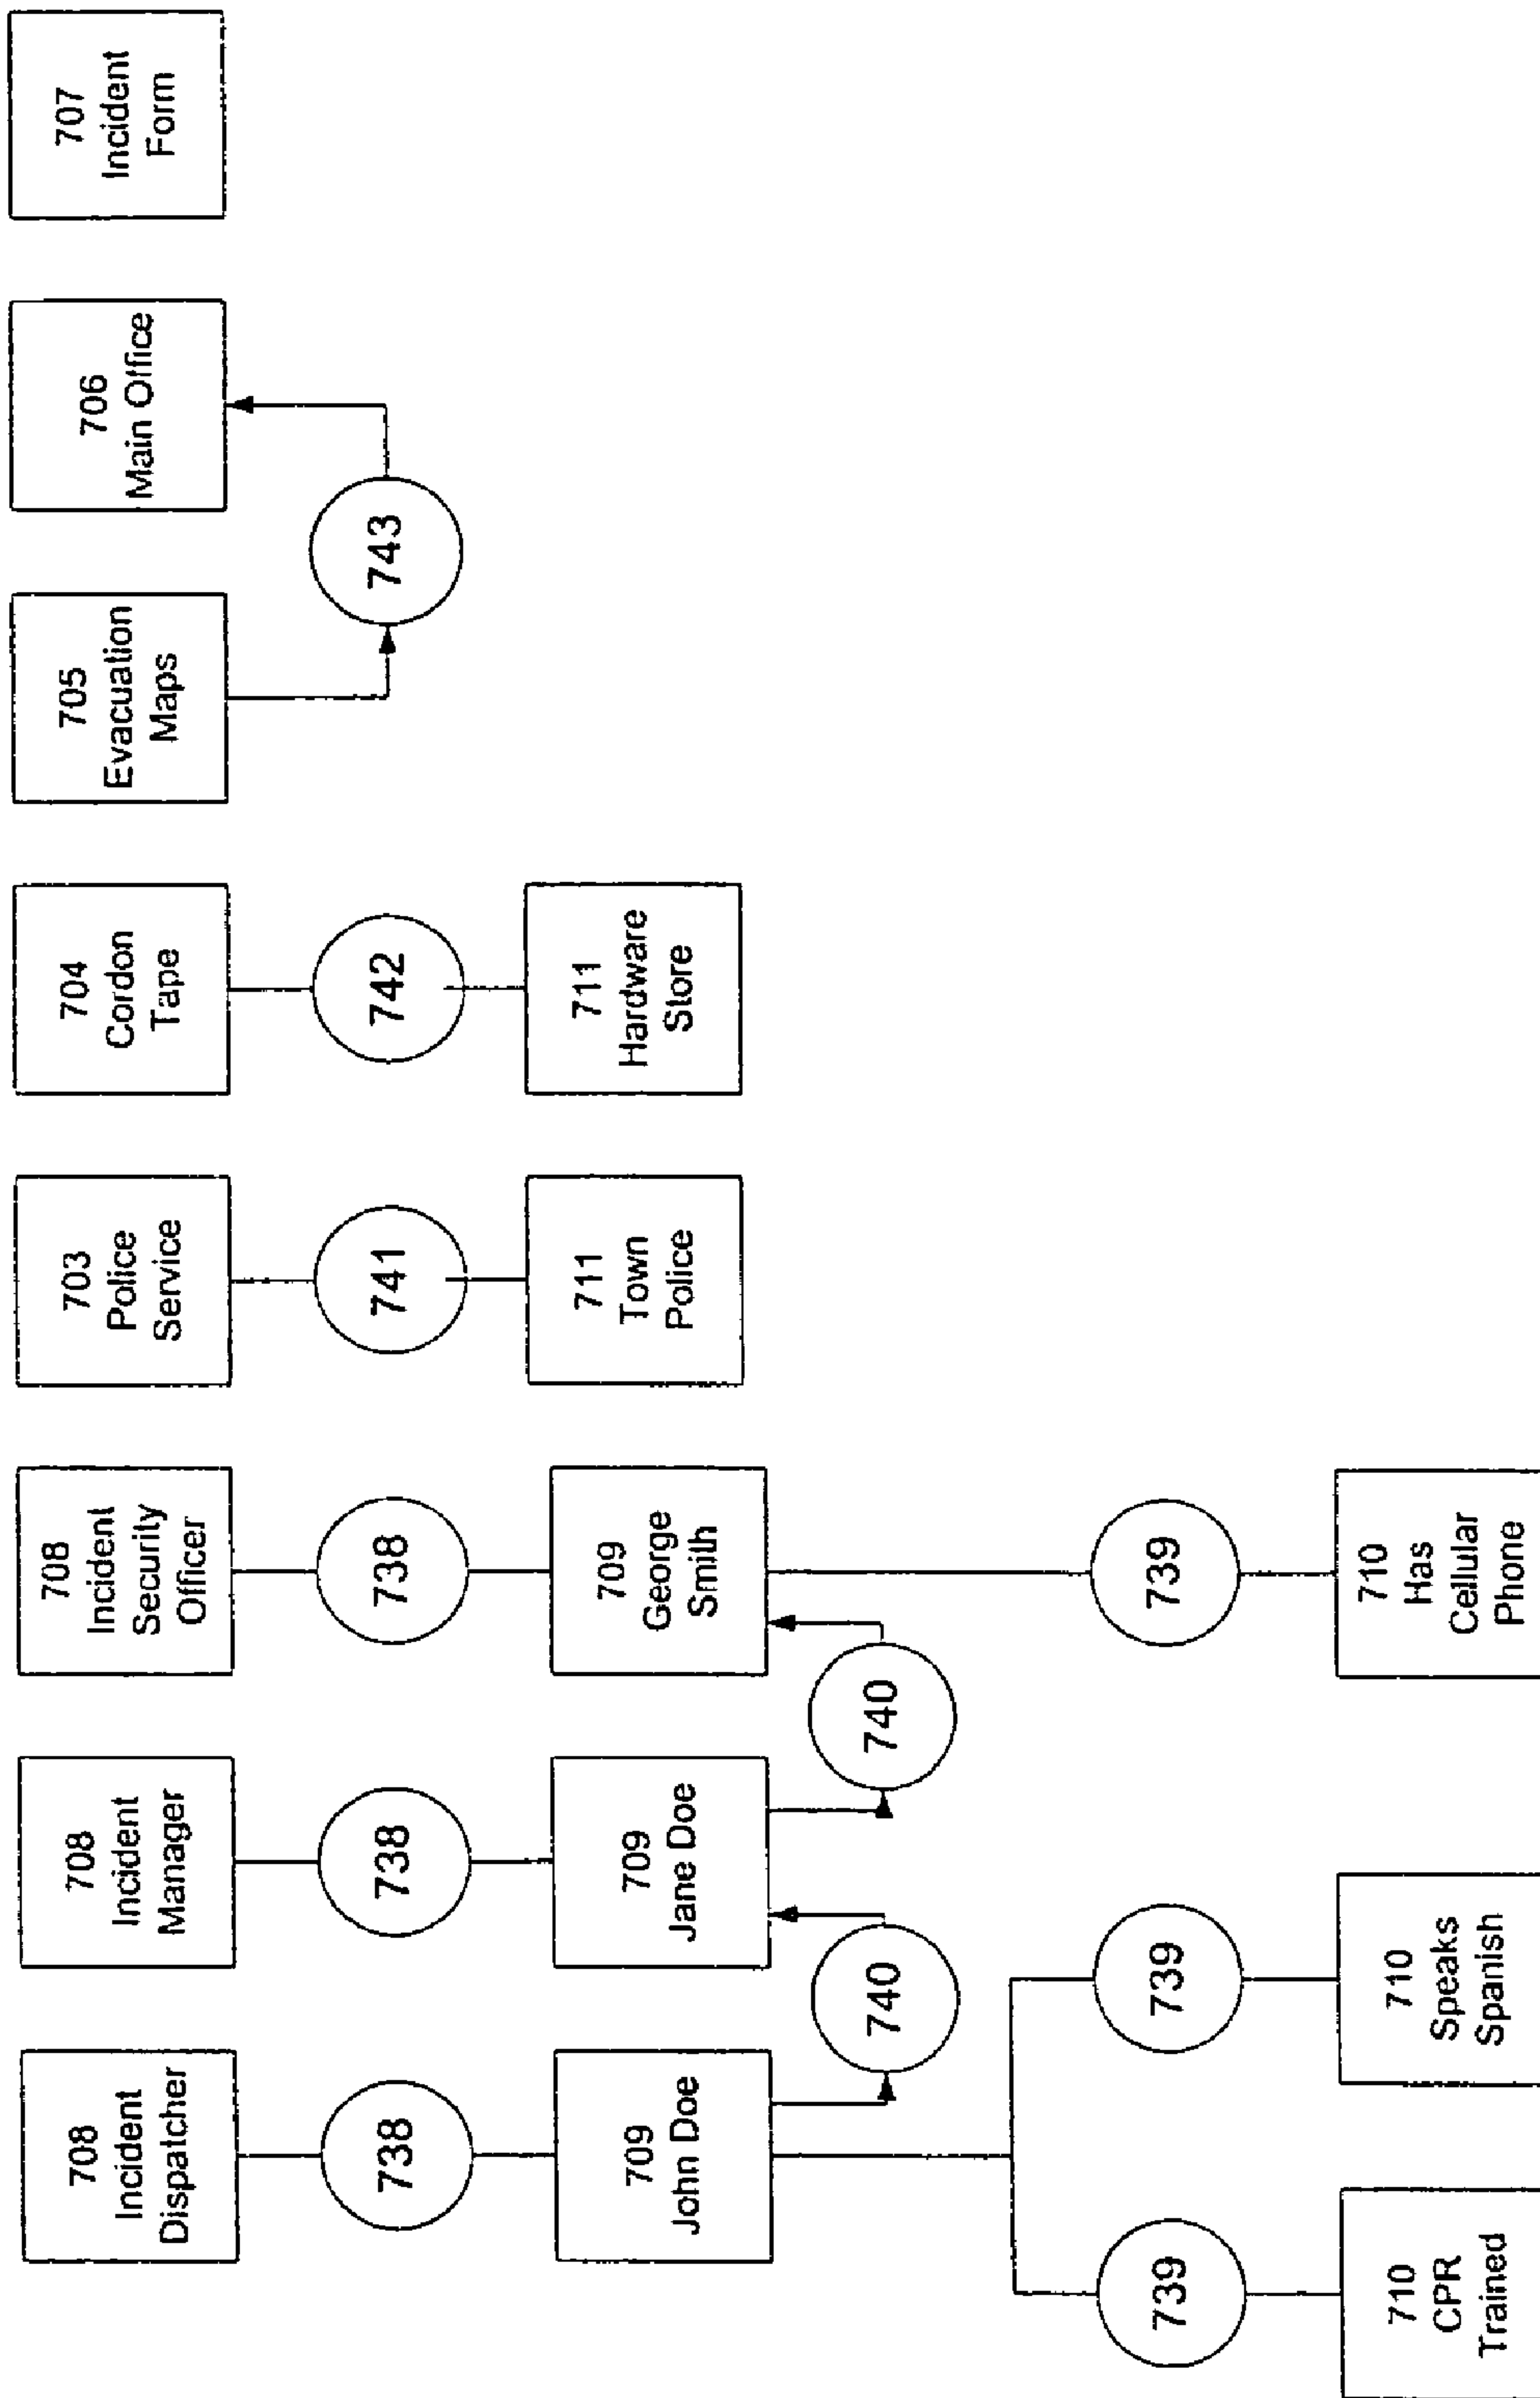 708
Incident
Dispatcher
708
Incident
Manager
708
Incident
Security
Officer
703
Police
Service
704
Cordon
Tape
705
Evacuation
Maps
706
Main Office
707
Incident
Form
738
738
738
741
742
743
709
John Doe
709
Jane Doe
709
George
Smith
711
Town
Police
711
Hardware
Store
740
740
739
739
739
710
CPR
Trained
710
Speaks
Spanish
710
Has
Cellular
Phone